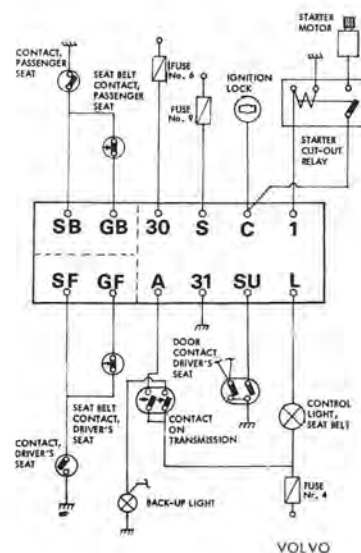 STARTER
MOTOR
CONTACT,
PASSENGER
SEAT
SEAT BELT
CONTACT,
PASSENGER
SEAT
FUSE
No. 6
FUSE
No. 9
IGNITION
LOCK
STARTER
CUT-OUT
RELAY
SB GB 30 S C 1
SF GF A 31 SU L
DOOR
CONTACT,
DRIVER'S
SEAT
SEAT BELT
CONTACT,
DRIVER'S
SEAT
CONTACT
ON
TRANSMISSION
CONTROL
LIGHT,
SEAT BELT
CONTACT,
DRIVER'S
SEAT
BACK-UP LIGHT
FUSE
Nr. 4
VOLVO